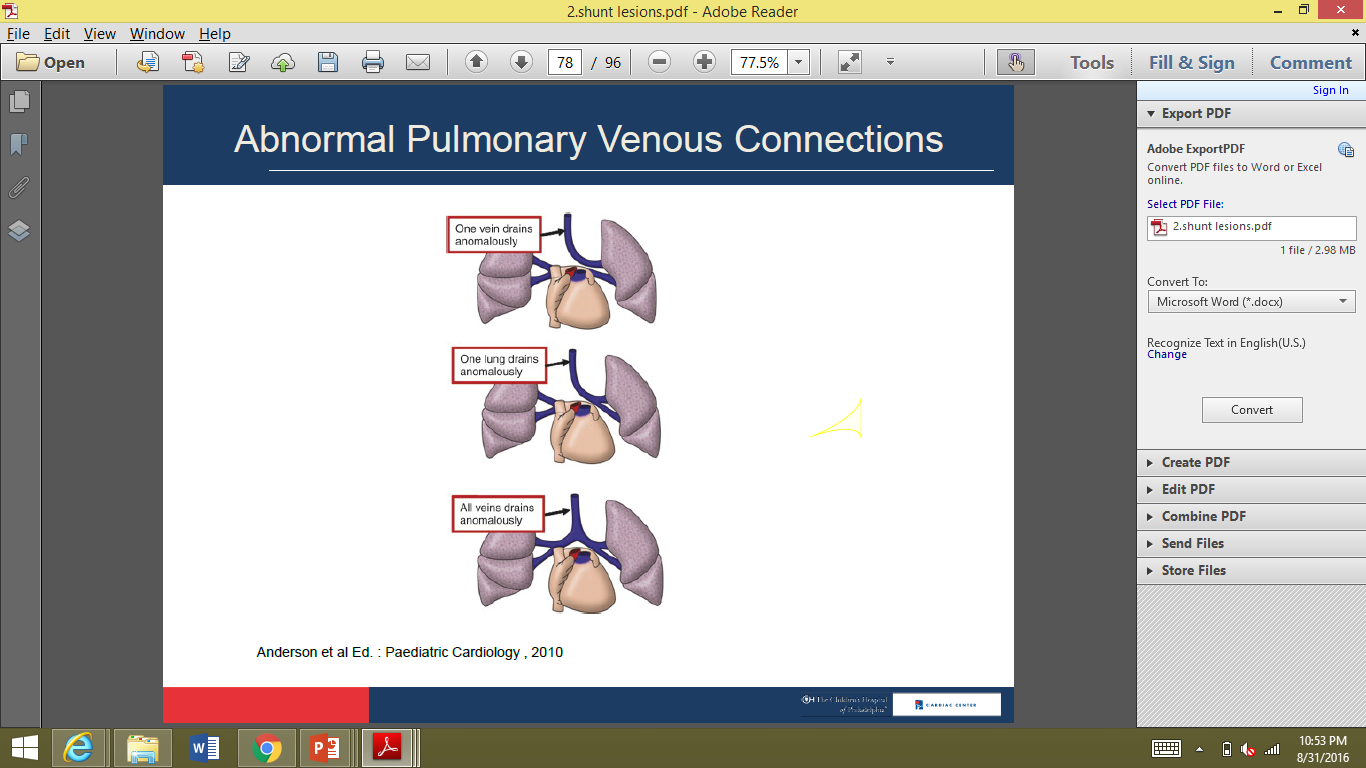 2.shunt lesions.pdf - Adobe Reader
File Edit View Window Help
Open 78 / 96 77.5% Tools Fill & Sign Comment
Sign In
Export PDF
Adobe ExportPDF
Convert PDF files to Word or Excel
online.
Select PDF File:
2.shunt lesions.pdf
1 file / 2.98 MB
Convert To:
Microsoft Word (*.docx)
Recognize Text in English(U.S.)
Change
Convert
Create PDF
Edit PDF
Combine PDF
Send Files
Store Files
Abnormal Pulmonary Venous Connections
One vein drains
anomalously
One lung drains
anomalously
All veins drains
anomalously
Anderson et al Ed. : Paediatric Cardiology , 2010
The Children's Hospital
of Philadelphia
CARDIAC CENTER
10:53 PM
8/31/2016